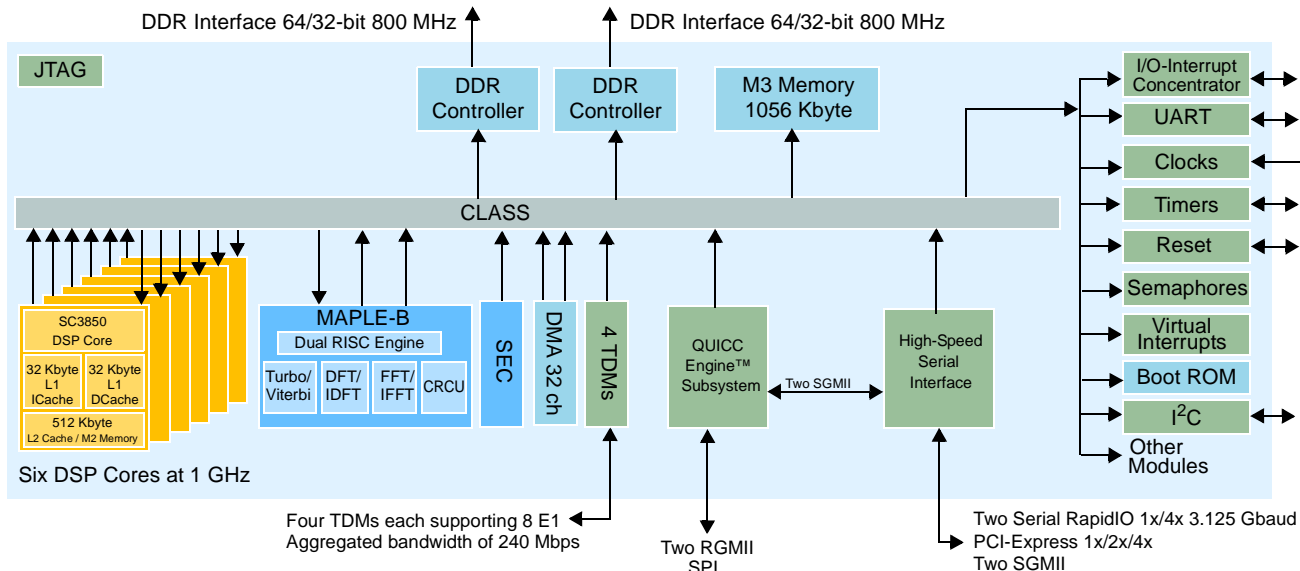 DDR Interface 64/32-bit 800 MHz
DDR Interface 64/32-bit 800 MHz
JTAG
DDR
Controller
DDR
Controller
M3 Memory
1056 Kbyte
I/O-Interrupt
Concentrator
UART
Clocks
Timers
Reset
Semaphores
Virtual
Interrupts
Boot ROM
I²C
Other
Modules
CLASS
SC3850
DSP Core
32 Kbyte
L1
ICache
32 Kbyte
L1
DCache
512 Kbyte
L2 Cache / M2 Memory
Six DSP Cores at 1 GHz
MAPLE-B
Dual RISC Engine
Turbo/
Viterbi
DFT/
IDFT
FFT/
IFFT
CRCU
SEC
DMA 32 ch
4 TDMs
QUICC
Engine™
Subsystem
Two SGMII
High-Speed
Serial
Interface
Four TDMs each supporting 8 E1
Aggregated bandwidth of 240 Mbps
Two RGMII
SPI
Two Serial RapidIO 1x/4x 3.125 Gbaud
PCI-Express 1x/2x/4x
Two SGMII